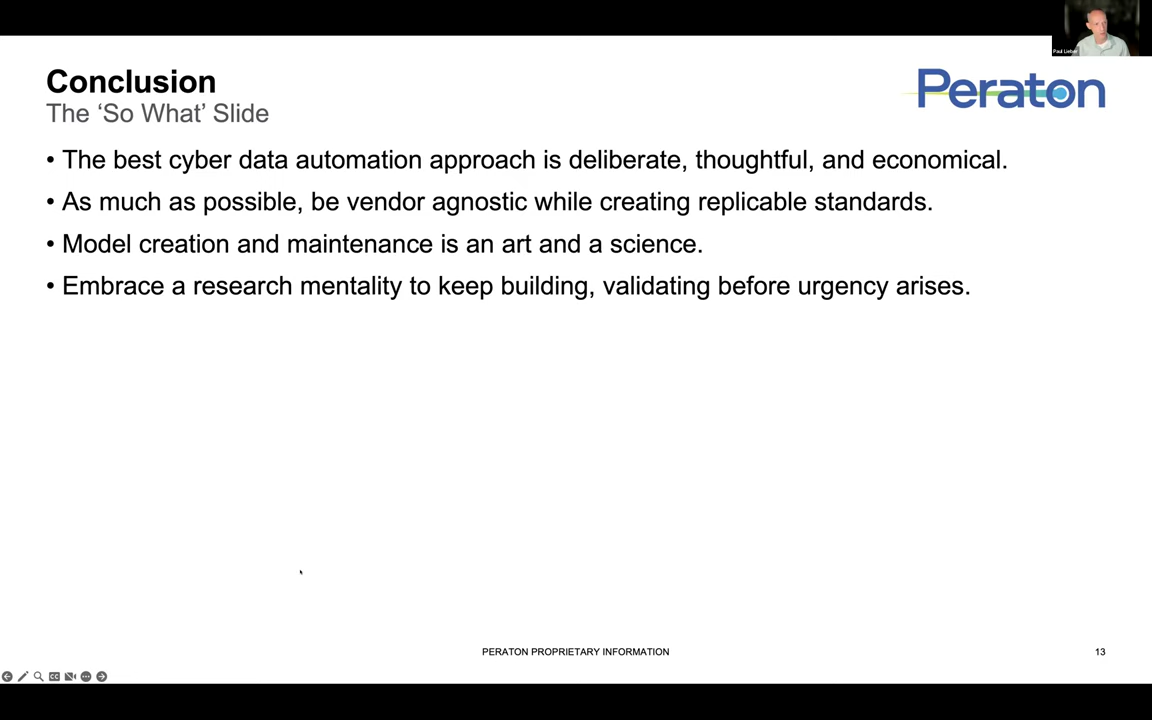 Paul Lieber
Conclusion
Peraton
The ‘So What’ Slide
• The best cyber data automation approach is deliberate, thoughtful, and economical.
• As much as possible, be vendor agnostic while creating replicable standards.
• Model creation and maintenance is an art and a science.
• Embrace a research mentality to keep building, validating before urgency arises.
PERATON PROPRIETARY INFORMATION
13